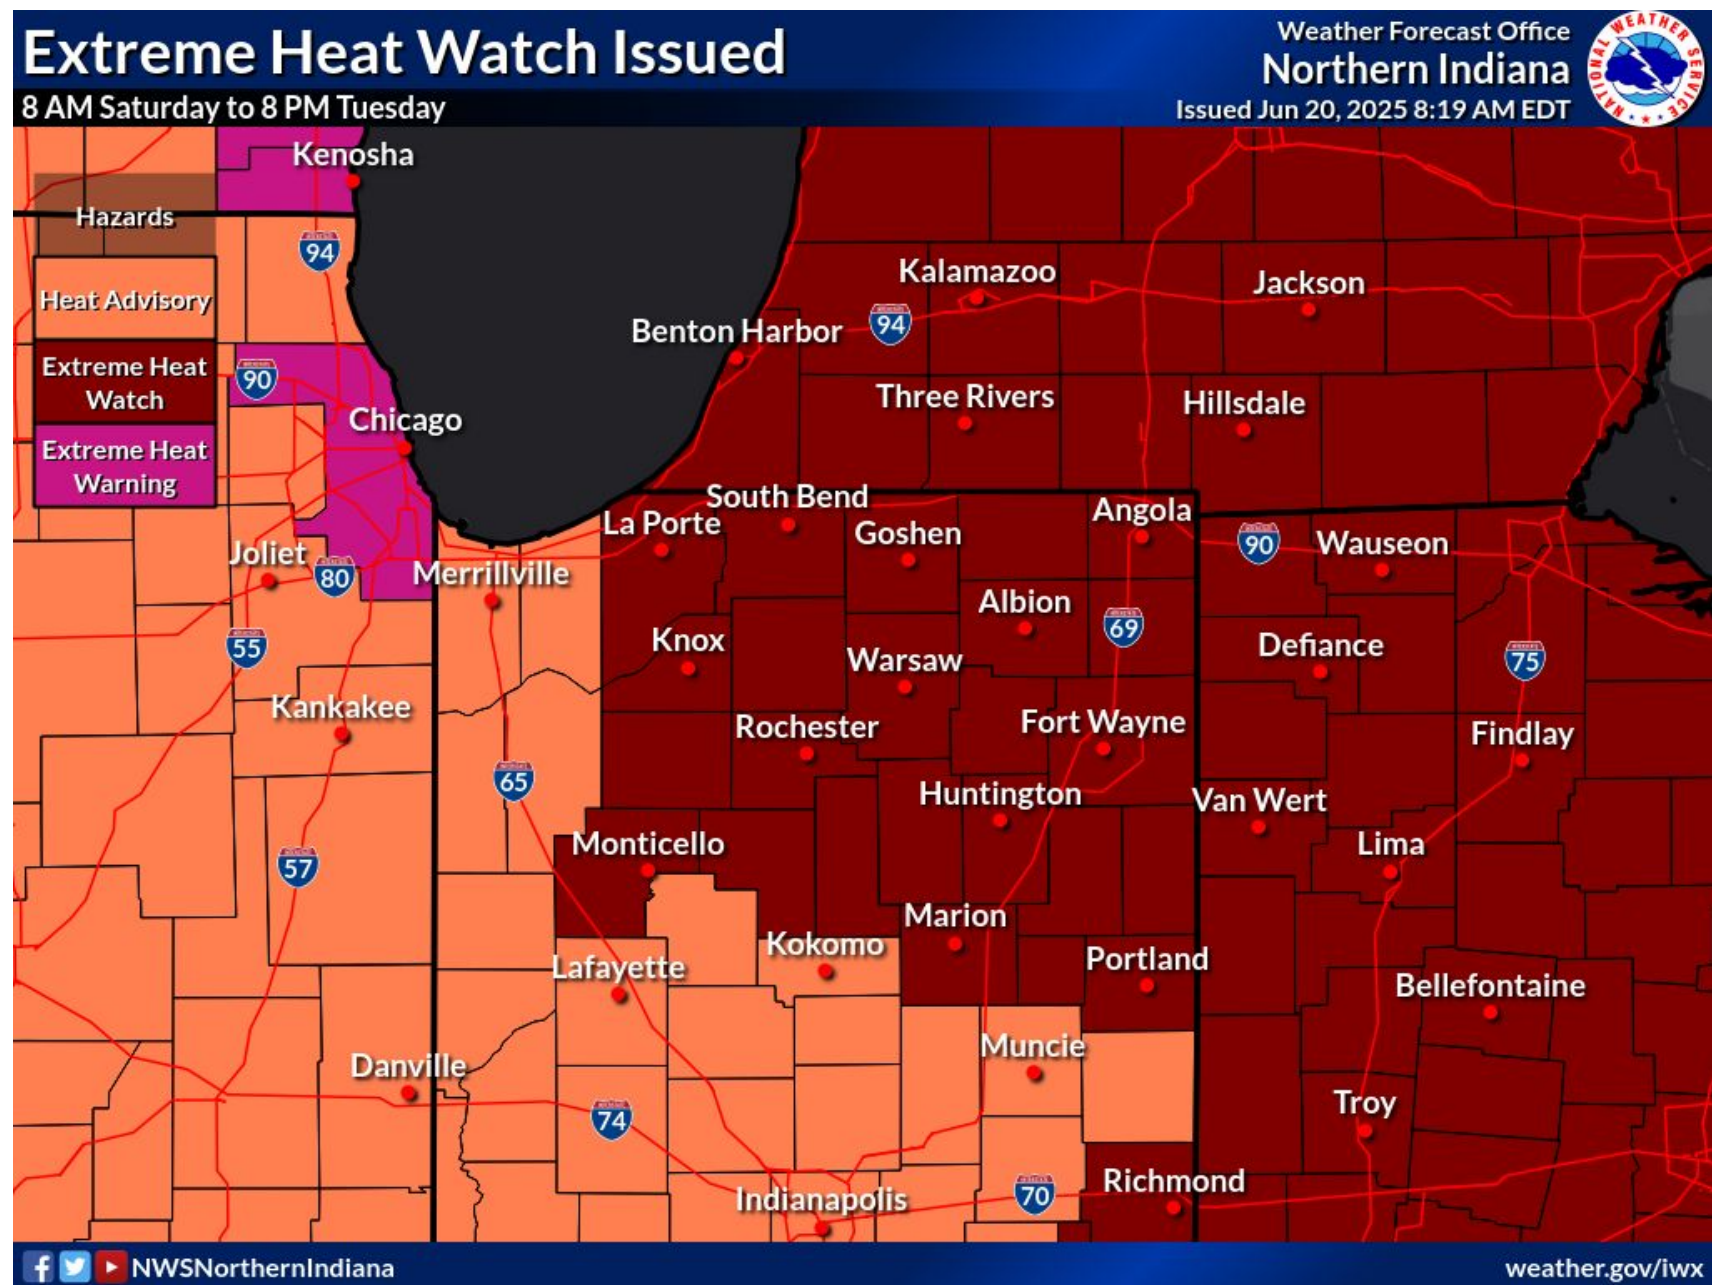 Extreme Heat Watch Issued
8 AM Saturday to 8 PM Tuesday
Weather Forecast Office
Northern Indiana
Issued Jun 20, 2025 8:19 AM EDT
NATIONAL WEATHER SERVICE
Kenosha
Hazards
94
Heat Advisory
Kalamazoo
Jackson
Benton Harbor
94
Extreme Heat
Watch
90
Three Rivers
Hillsdale
Chicago
Extreme Heat
Warning
South Bend
La Porte
Goshen
Angola
90
Wauseon
Joliet
80
Merrillville
Albion
69
55
Knox
Warsaw
Defiance
75
Kankakee
Rochester
Fort Wayne
Findlay
65
Huntington
Van Wert
Monticello
Lima
57
Marion
Kokomo
Lafayette
Portland
Bellefontaine
Muncie
Danville
74
Troy
Indianapolis
70
Richmond
NWSNorthernIndiana
weather.gov/iwx